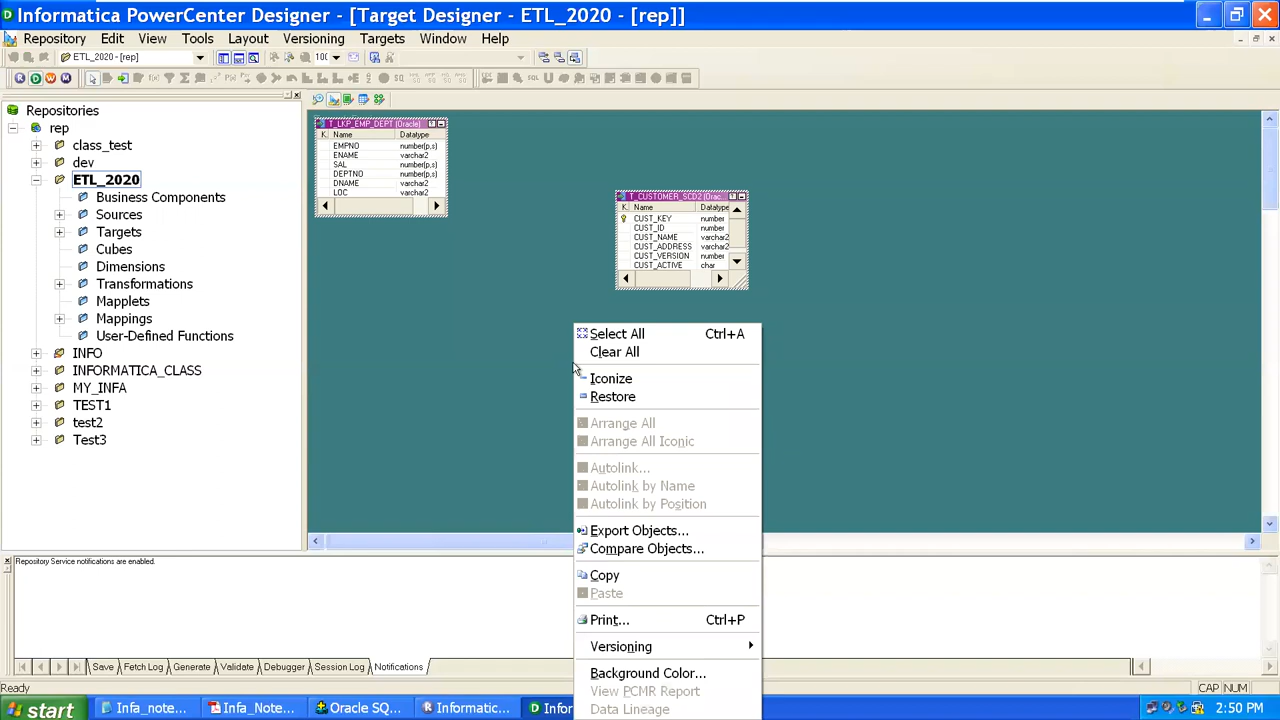 Informatica PowerCenter Designer - [Target Designer - ETL_2020 - [rep]]
Repository Edit View Tools Layout Versioning Targets Window Help
ETL_2020 - [rep]
Repositories
rep
class_test
dev
ETL_2020
Business Components
Sources
Targets
Cubes
Dimensions
Transformations
Mapplets
Mappings
User-Defined Functions
INFO
INFORMATICA_CLASS
MY_INFA
TEST1
test2
Test3
T_LKP_EMP_DEPT (Oracle)
K Name Datatype
EMPNO number(p,s)
ENAME varchar2
SAL number(p,s)
DEPTNO number(p,s)
DNAME varchar2
LOC varchar2
T_CUSTOMER_SCD2 (Orac...
K Name Datatype
CUST_KEY number
CUST_ID number
CUST_NAME varchar2
CUST_ADDRESS varchar2
CUST_VERSION number
CUST_ACTIVE char
Select All Ctrl+A
Clear All
Iconize
Restore
Arrange All
Arrange All Iconic
Autolink...
Autolink by Name
Autolink by Position
Export Objects...
Compare Objects...
Copy
Paste
Print... Ctrl+P
Versioning
Background Color...
View PCMR Report
Data Lineage
Repository Service notifications are enabled.
Save Fetch Log Generate Validate Debugger Session Log Notifications
Ready CAP NUM
start Infa_note... Infa_Note... Oracle SQ... Informatic... Infor 2:50 PM